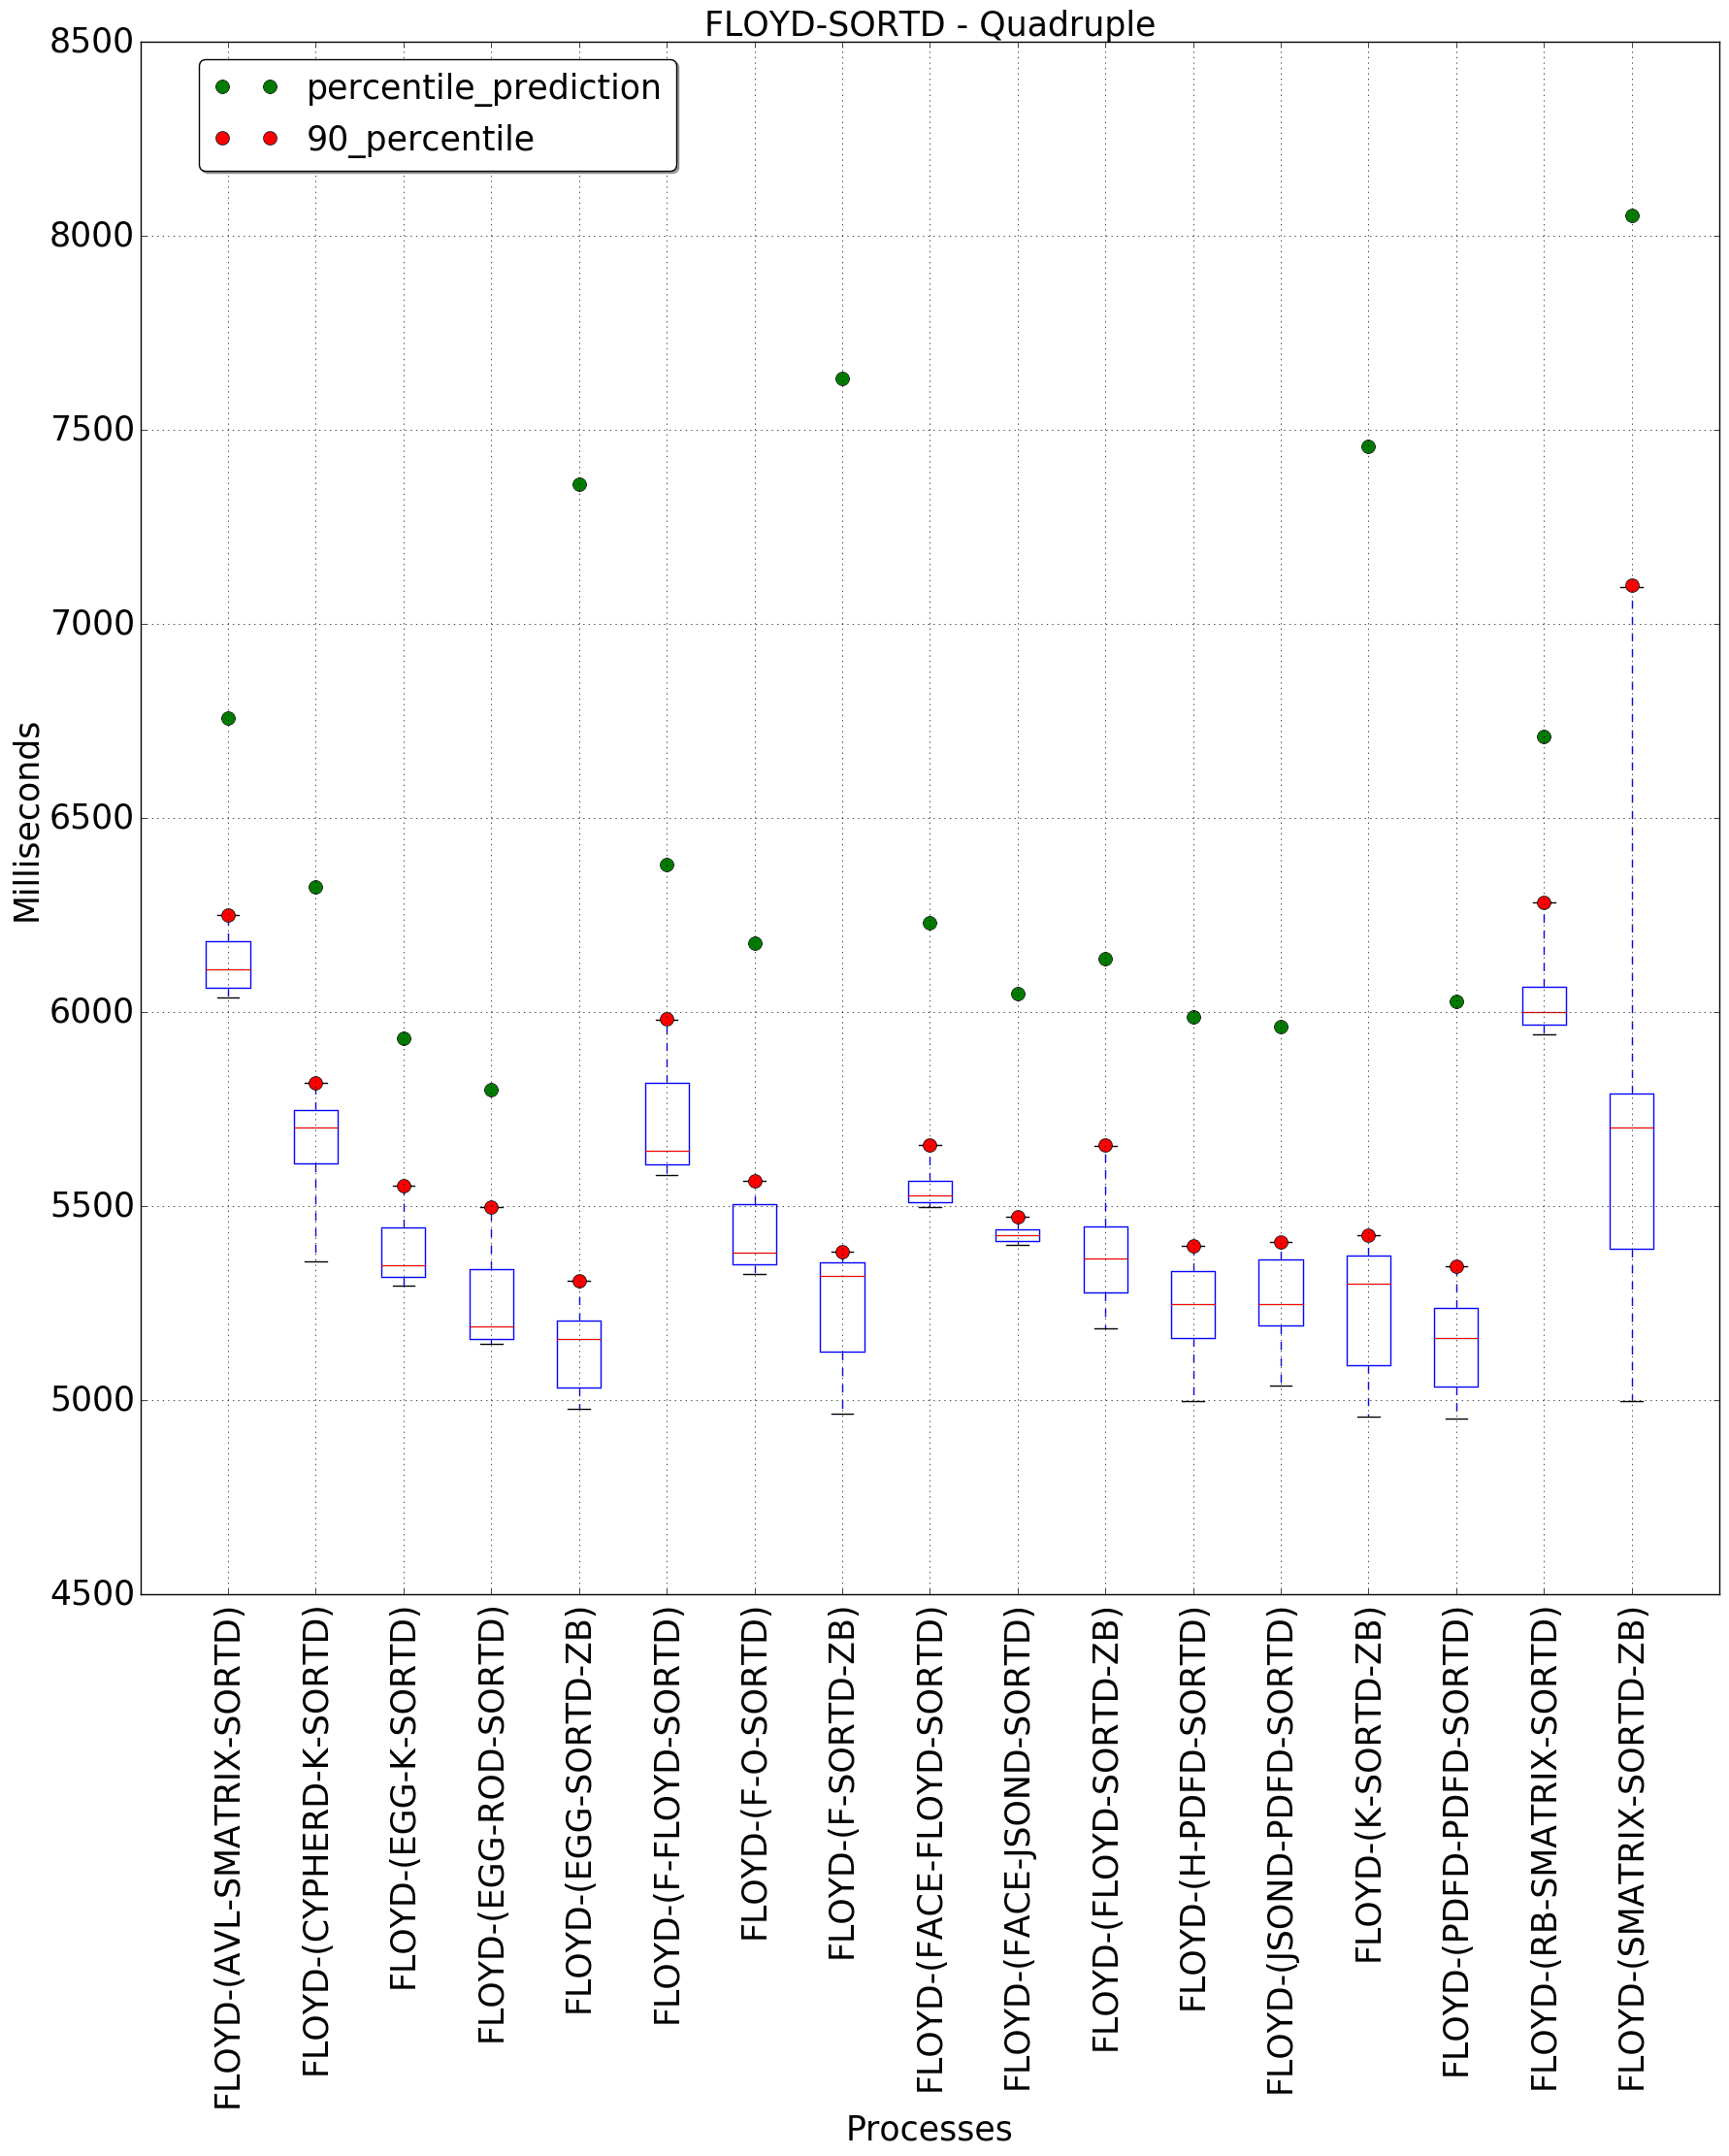 FLOYD-SORTD - Quadruple
percentile_prediction
90_percentile
8500
8000
7500
7000
6500
6000
5500
5000
4500
Milliseconds
FLOYD-(AVL-SMATRIX-SORTD)
FLOYD-(CYPHERD-K-SORTD)
FLOYD-(EGG-K-SORTD)
FLOYD-(EGG-ROD-SORTD)
FLOYD-(EGG-SORTD-ZB)
FLOYD-(F-FLOYD-SORTD)
FLOYD-(F-O-SORTD)
FLOYD-(F-SORTD-ZB)
FLOYD-(FACE-FLOYD-SORTD)
FLOYD-(FACE-JSOND-SORTD)
FLOYD-(FLOYD-SORTD-ZB)
FLOYD-(H-PDFD-SORTD)
FLOYD-(JSOND-PDFD-SORTD)
FLOYD-(K-SORTD-ZB)
FLOYD-(PDFD-PDFD-SORTD)
FLOYD-(RB-SMATRIX-SORTD)
FLOYD-(SMATRIX-SORTD-ZB)
Processes